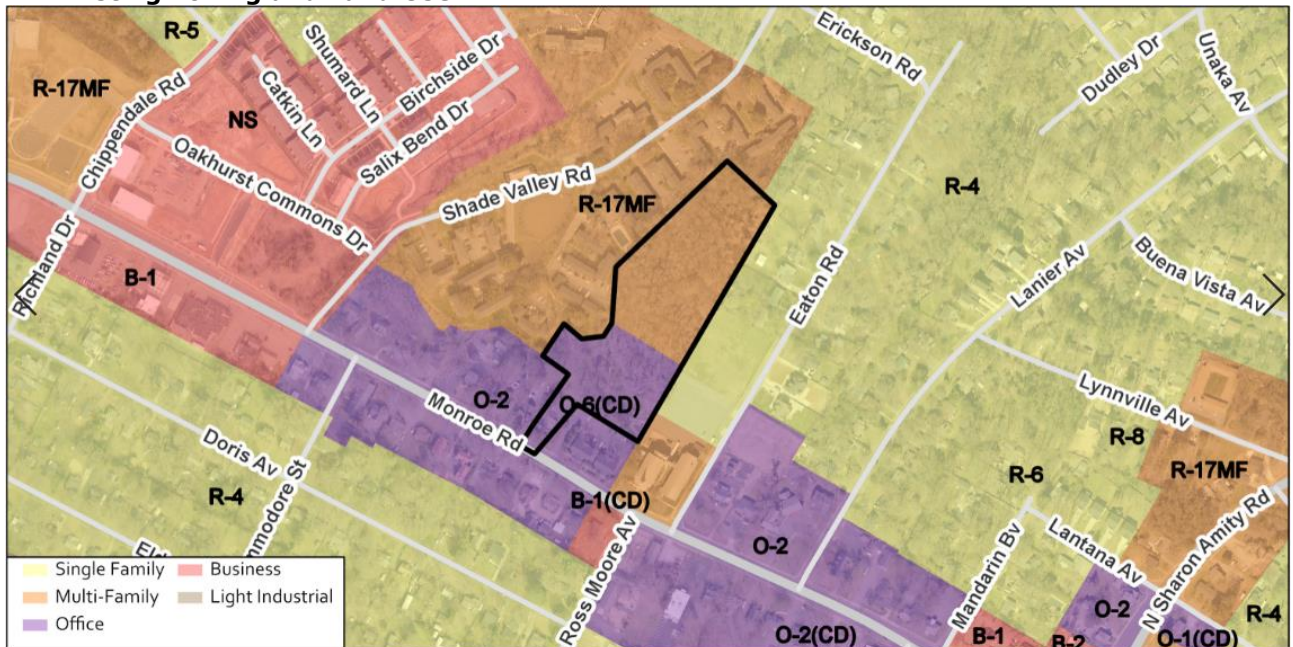 R-5
Erickson Rd
Dudley Dr
Unaka Av
Shumard Ln
Birchside Dr
R-17MF
Chippendale Rd
Catkin Ln
NS
Salix Bend Dr
Oakhurst Commons Dr
Shade Valley Rd
R-17MF
R-4
Richland Dr
B-1
Eaton Rd
Lanier Av
Buena Vista Av
O-2
O-6(CD)
Monroe Rd
Lynnville Av
R-8
R-17MF
Doris Av
R-4
R-6
B-1(CD)
Lantana Av
N Sharon Amity Rd
O-2
Mandarin Bv
Ross Moore Av
O-2
R-4
O-2(CD)
B-1
B-2
O-1(CD)
Single Family
Business
Multi-Family
Light Industrial
Office